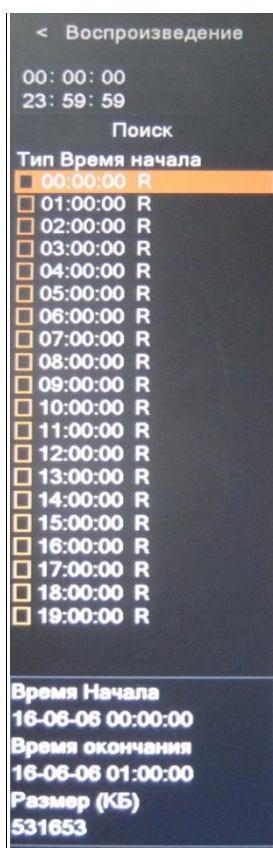 < Воспроизведение
00: 00: 00
23: 59: 59
Поиск
Тип Время начала
00:00:00 R
01:00:00 R
02:00:00 R
03:00:00 R
04:00:00 R
05:00:00 R
06:00:00 R
07:00:00 R
08:00:00 R
09:00:00 R
10:00:00 R
11:00:00 R
12:00:00 R
13:00:00 R
14:00:00 R
15:00:00 R
16:00:00 R
17:00:00 R
18:00:00 R
19:00:00 R
Время Начала
16-06-06 00:00:00
Время окончания
16-06-06 01:00:00
Размер (КБ)
531653